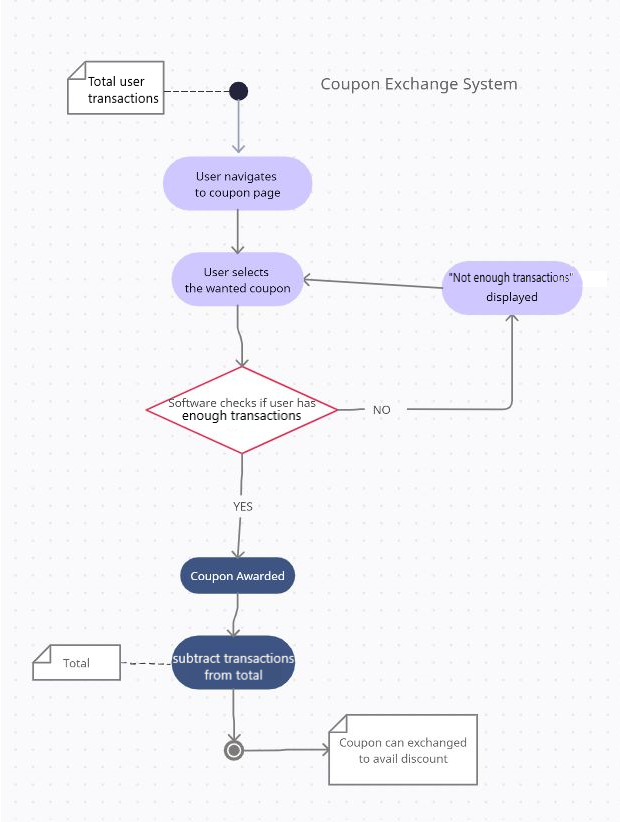 Total user
transactions
Coupon Exchange System
User navigates
to coupon page
User selects
the wanted coupon
"Not enough transactions"
displayed
Software checks if user has
enough transactions
NO
YES
Coupon Awarded
subtract transactions
from total
Total
Coupon can exchanged
to avail discount